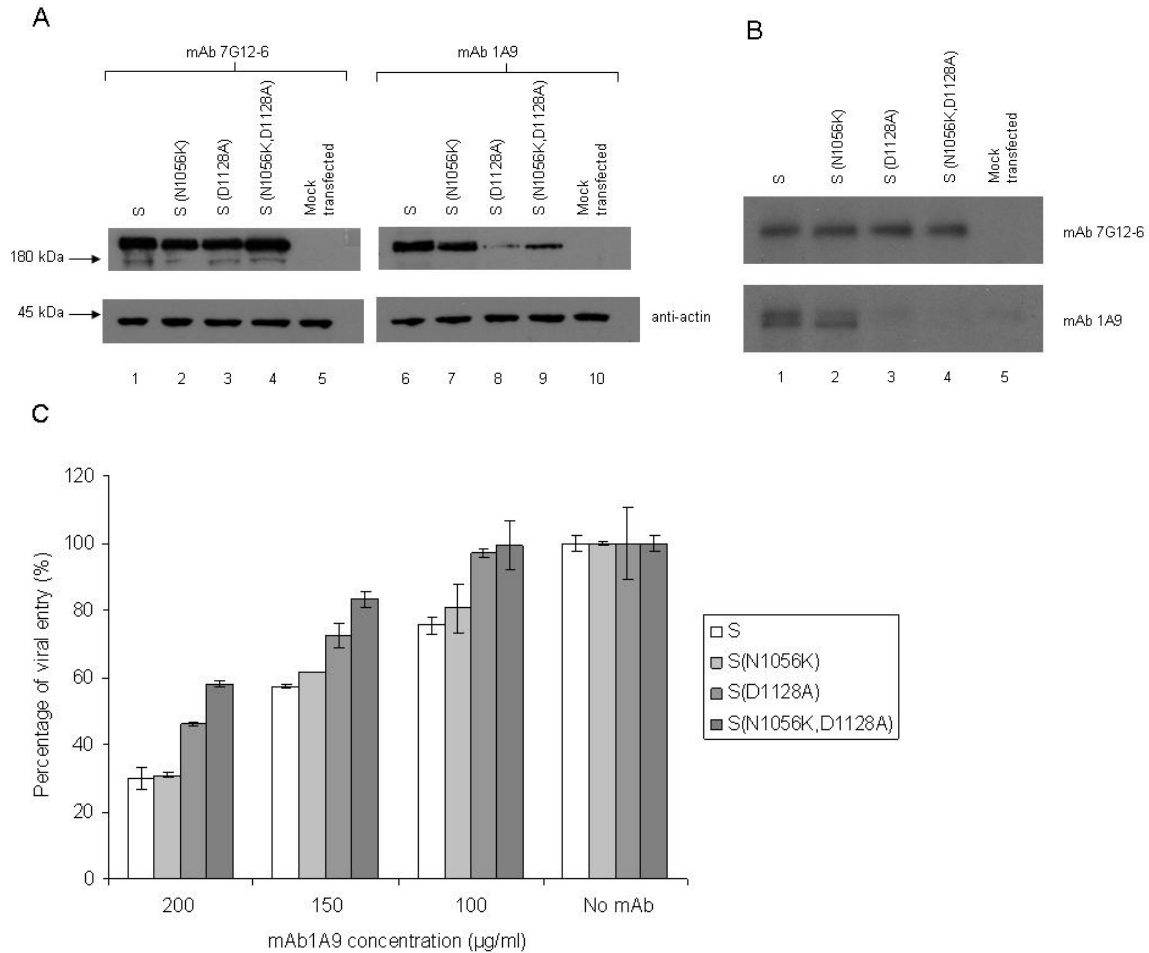 A
mAb 7G12-6
mAb 1A9
S
S (N1056K)
S (D1128A)
S (N1056K,D1128A)
Mock
transfected
S
S (N1056K)
S (D1128A)
S (N1056K,D1128A)
Mock
transfected
180 kDa
45 kDa
anti-actin
1 2 3 4 5 6 7 8 9 10
B
S
S (N1056K)
S (D1128A)
S (N1056K,D1128A)
Mock
transfected
mAb 7G12-6
mAb 1A9
1 2 3 4 5
C
Percentage of viral entry (%)
120
100
80
60
40
20
0
200 150 100 No mAb
mAb1A9 concentration (µg/ml)
S
S(N1056K)
S(D1128A)
S(N1056K,D1128A)